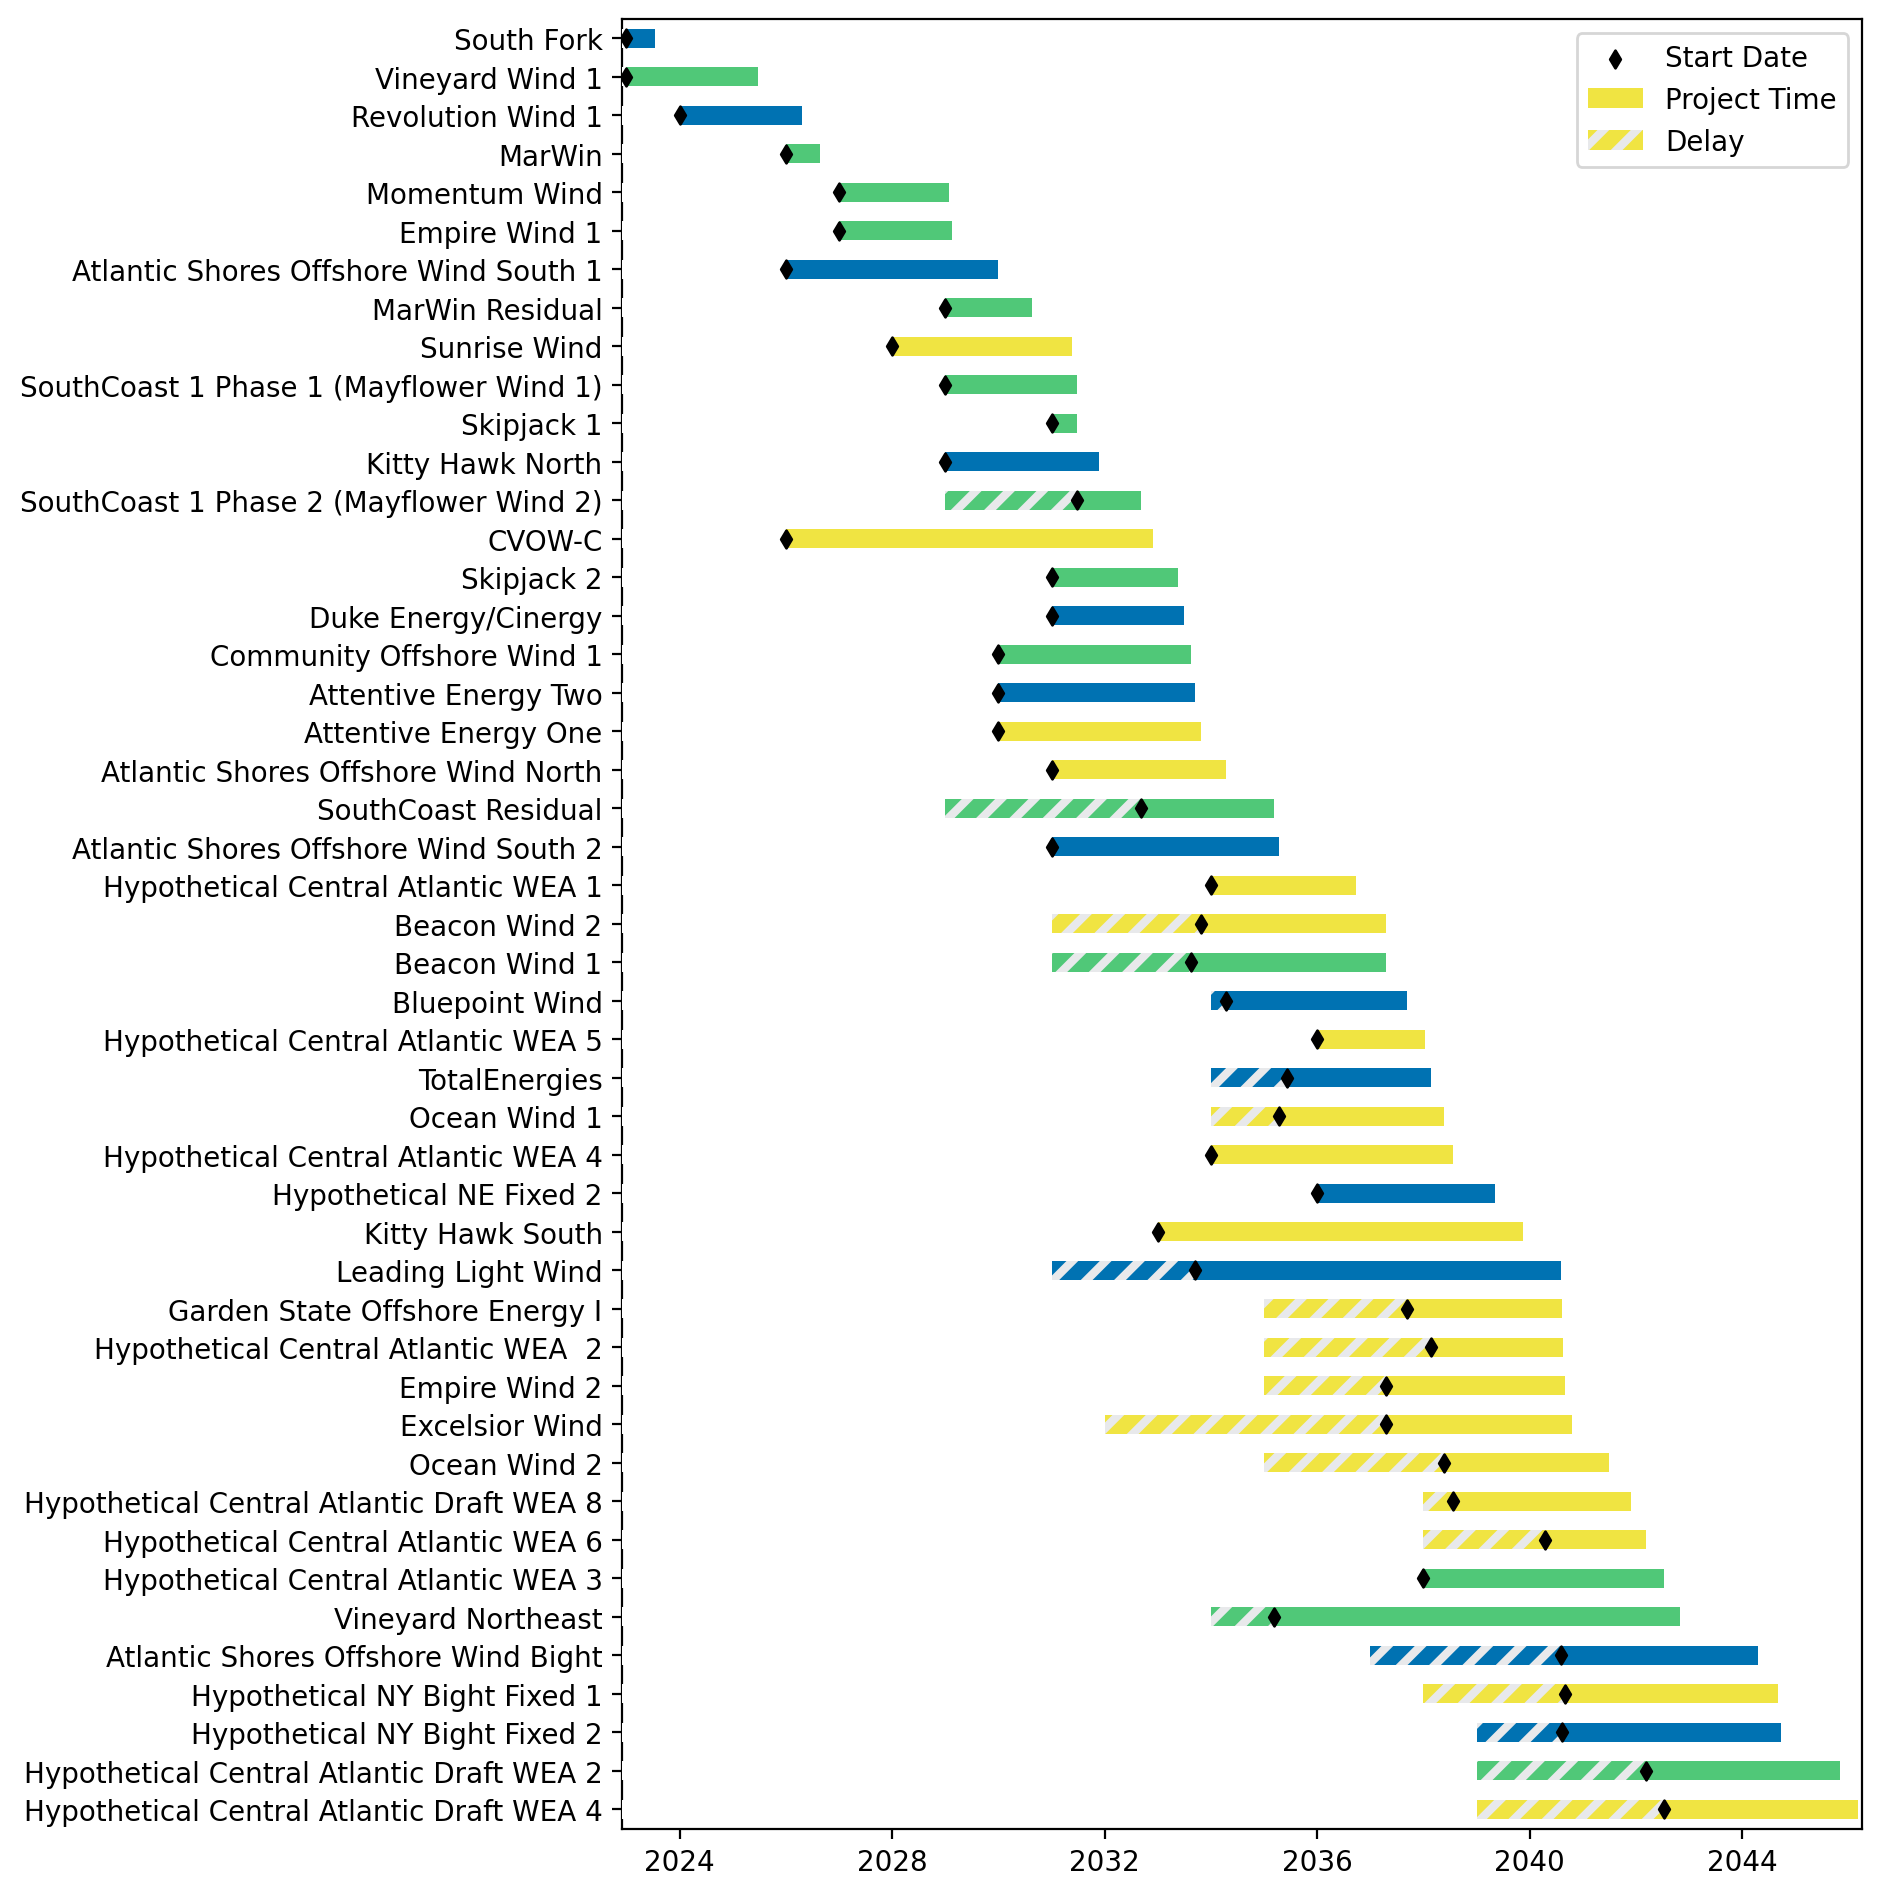 South Fork
Vineyard Wind 1
Revolution Wind 1
MarWin
Momentum Wind
Empire Wind 1
Atlantic Shores Offshore Wind South 1
MarWin Residual
Sunrise Wind
SouthCoast 1 Phase 1 (Mayflower Wind 1)
Skipjack 1
Kitty Hawk North
SouthCoast 1 Phase 2 (Mayflower Wind 2)
CVOW-C
Skipjack 2
Duke Energy/Cinergy
Community Offshore Wind 1
Attentive Energy Two
Attentive Energy One
Atlantic Shores Offshore Wind North
SouthCoast Residual
Atlantic Shores Offshore Wind South 2
Hypothetical Central Atlantic WEA 1
Beacon Wind 2
Beacon Wind 1
Bluepoint Wind
Hypothetical Central Atlantic WEA 5
TotalEnergies
Ocean Wind 1
Hypothetical Central Atlantic WEA 4
Hypothetical NE Fixed 2
Kitty Hawk South
Leading Light Wind
Garden State Offshore Energy I
Hypothetical Central Atlantic WEA  2
Empire Wind 2
Excelsior Wind
Ocean Wind 2
Hypothetical Central Atlantic Draft WEA 8
Hypothetical Central Atlantic WEA 6
Hypothetical Central Atlantic WEA 3
Vineyard Northeast
Atlantic Shores Offshore Wind Bight
Hypothetical NY Bight Fixed 1
Hypothetical NY Bight Fixed 2
Hypothetical Central Atlantic Draft WEA 2
Hypothetical Central Atlantic Draft WEA 4
Start Date
Project Time
Delay
2024 2028 2032 2036 2040 2044